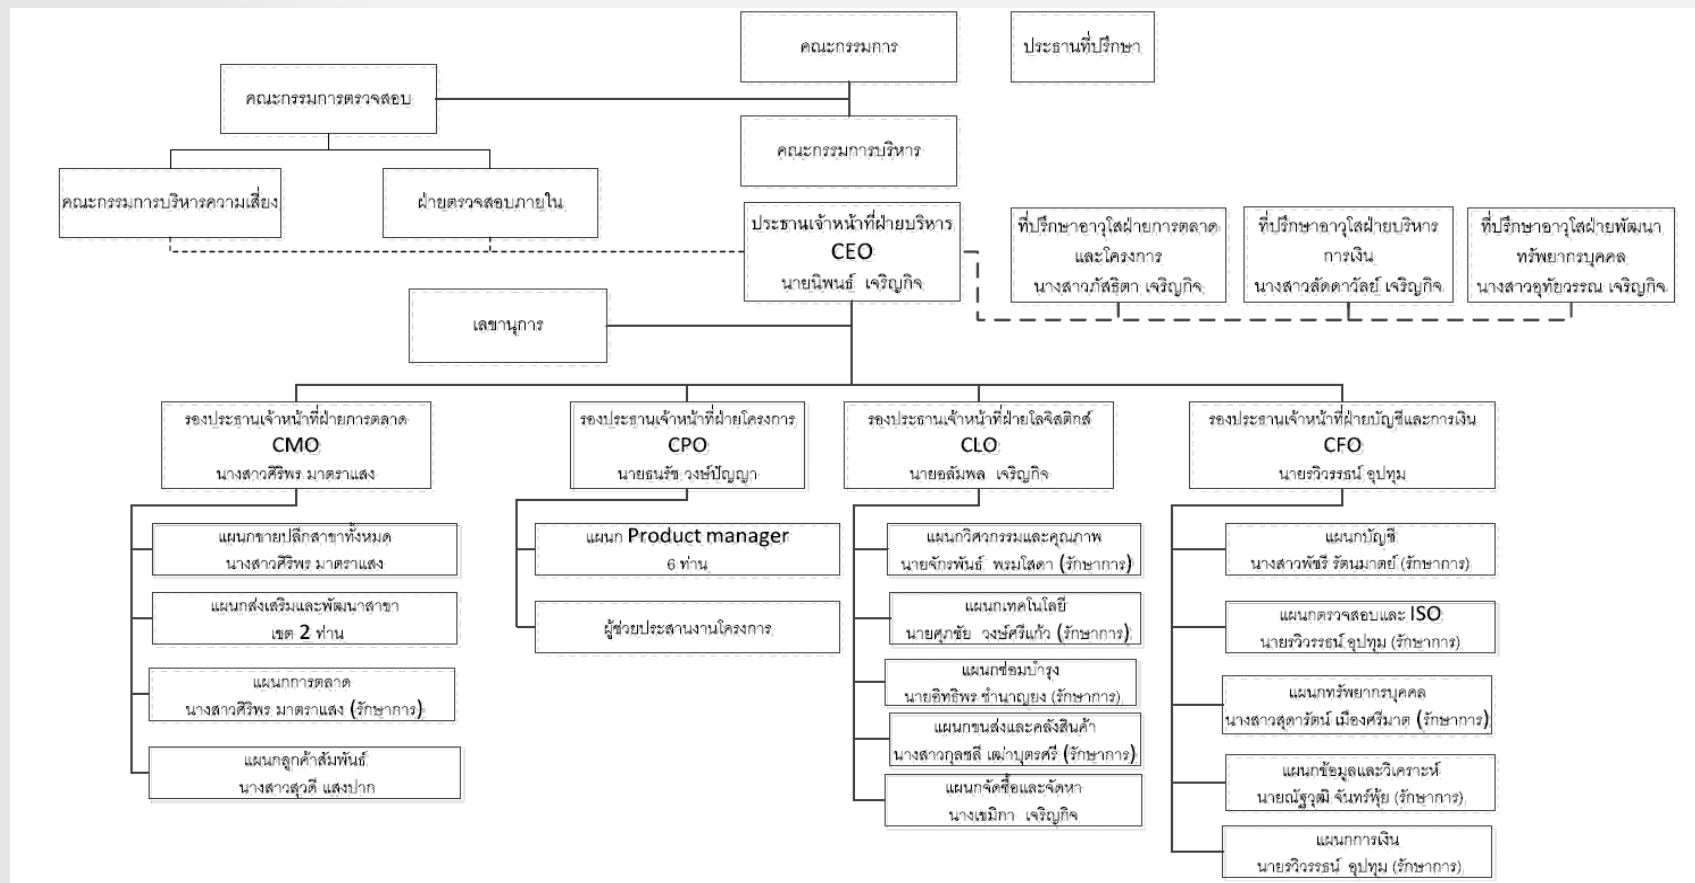 คณะกรรมการ
ประธานที่ปรึกษา
คณะกรรมการตรวจสอบ
คณะกรรมการบริหาร
คณะกรรมการบริหารความเสี่ยง
ฝ่ายตรวจสอบภายใน
ประธานเจ้าหน้าที่ฝ่ายบริหาร
CEO
นายนิพนธ์ เจริญกิจ
ที่ปรึกษาอาวุโสฝ่ายการตลาด
และโครงการ
นางสาวภัสธิตา เจริญกิจ
ที่ปรึกษาอาวุโสฝ่ายบริหาร
การเงิน
นางสาวลัดดาวัลย์ เจริญกิจ
ที่ปรึกษาอาวุโสฝ่ายพัฒนา
ทรัพยากรบุคคล
นางสาวอุทัยวรรณ เจริญกิจ
เลขานุการ
รองประธานเจ้าหน้าที่ฝ่ายการตลาด
CMO
นางสาวศิริพร มาตราแสง
แผนกขายปลีกสาขาทั้งหมด
นางสาวศิริพร มาตราแสง
แผนกส่งเสริมและพัฒนาสาขา
เขต 2 ท่าน
แผนกการตลาด
นางสาวศิริพร มาตราแสง (รักษาการ)
แผนกลูกค้าสัมพันธ์
นางสาวสุวดี แสงปาก
รองประธานเจ้าหน้าที่ฝ่ายโครงการ
CPO
นายธนรัช วงษ์ปัญญา
แผนก Product manager
6 ท่าน
ผู้ช่วยประสานงานโครงการ
รองประธานเจ้าหน้าที่ฝ่ายโลจิสติกส์
CLO
นายอลัมพล เจริญกิจ
แผนกวิศวกรรมและคุณภาพ
นายจักรพันธ์ พรมโสดา (รักษาการ)
แผนกเทคโนโลยี
นายศุภชัย วงษ์ศรีแก้ว (รักษาการ)
แผนกซ่อมบำรุง
นายอิทธิพร ชำนาญยง (รักษาการ)
แผนกขนส่งและคลังสินค้า
นางสาวกุลชลี เฒ่าบุตรศรี (รักษาการ)
แผนกจัดซื้อและจัดหา
นางเขมิกา เจริญกิจ
รองประธานเจ้าหน้าที่ฝ่ายบัญชีและการเงิน
CFO
นายรวิวรรธน์ อุปทุม
แผนกบัญชี
นางสาวพัชรี รัตนมาตย์ (รักษาการ)
แผนกตรวจสอบและ ISO
นายรวิวรรธน์ อุปทุม (รักษาการ)
แผนกทรัพยากรบุคคล
นางสาวสุดารัตน์ เมืองศรีมาต (รักษาการ)
แผนกข้อมูลและวิเคราะห์
นายณัฐวุฒิ จันทร์พุ้ย (รักษาการ)
แผนกการเงิน
นายรวิวรรธน์ อุปทุม (รักษาการ)